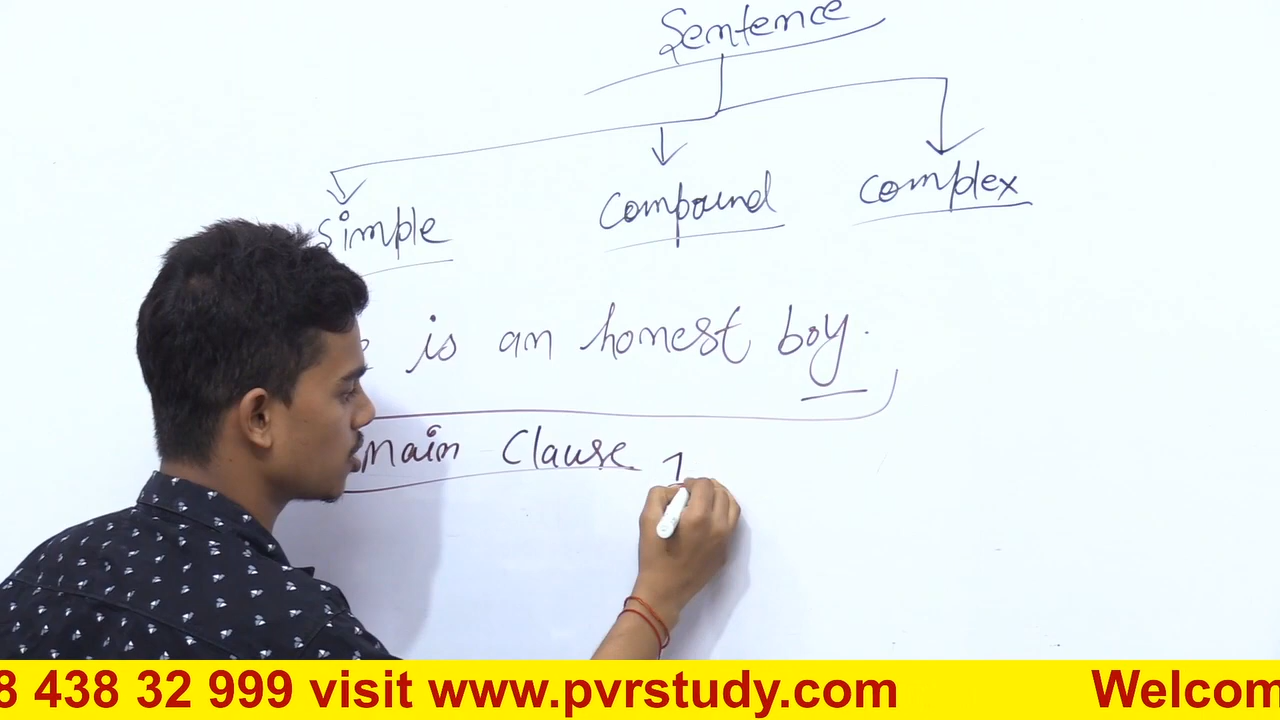 Sentence
Simple Compound Complex
is an honest boy.
Main Clause
8 438 32 999 visit www.pvrstudy.com Welcom